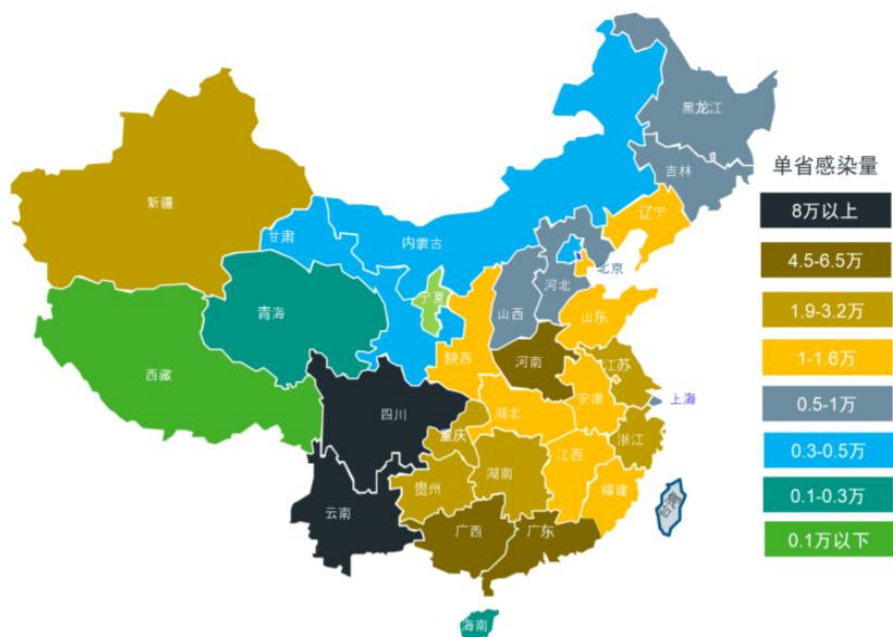 黑龙江
吉林
单省感染量
新疆
辽宁
8万以上
甘肃
内蒙古
4.5-6.5万
北京
宁夏
河北
青海
山西
山东
1.9-3.2万
陕西
河南
江苏
1-1.6万
西藏
安徽
上海
0.5-1万
四川
湖北
重庆
浙江
0.3-0.5万
江西
湖南
贵州
福建
0.1-0.3万
云南
台湾
广西
广东
0.1万以下
海南